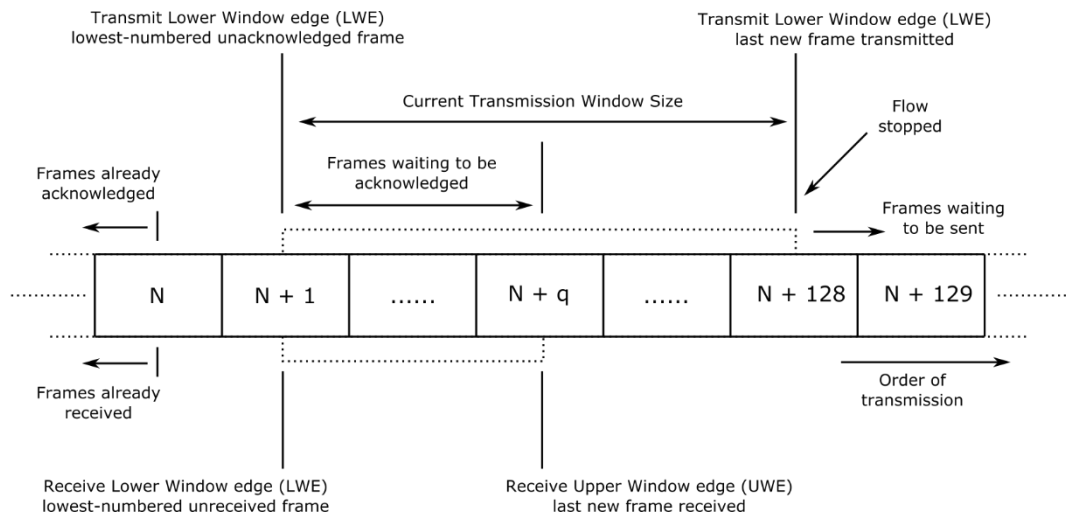 Transmit Lower Window edge (LWE)
lowest-numbered unacknowledged frame
Transmit Lower Window edge (LWE)
last new frame transmitted
Current Transmission Window Size
Flow
stopped
Frames waiting to be
acknowledged
Frames already
acknowledged
Frames waiting
to be sent
N
N + 1
......
N + q
......
N + 128
N + 129
Frames already
received
Order of
transmission
Receive Lower Window edge (LWE)
lowest-numbered unreceived frame
Receive Upper Window edge (UWE)
last new frame received